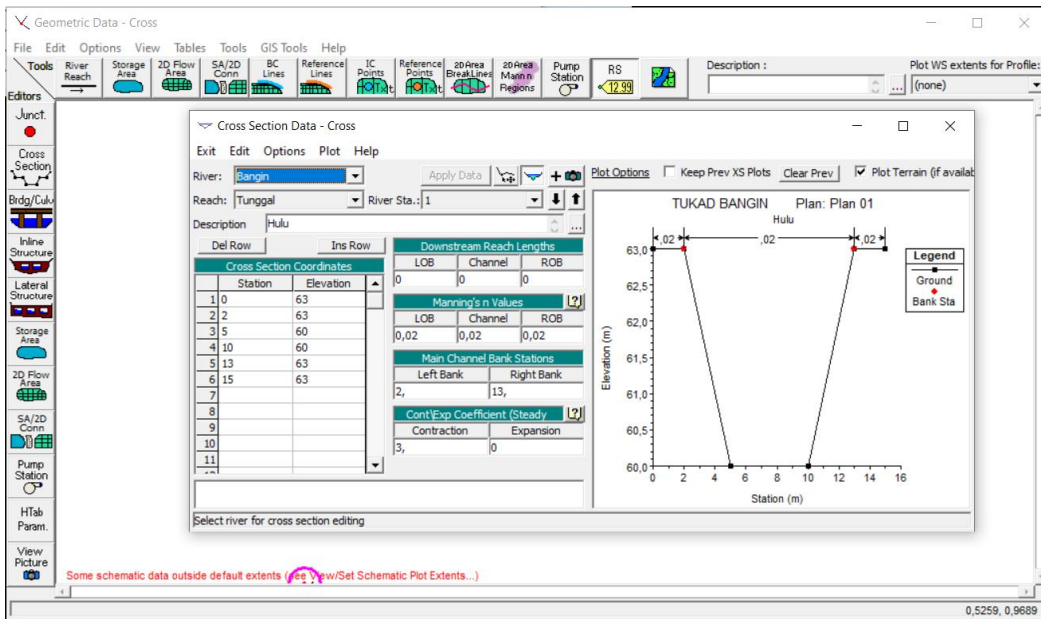 Geometric Data - Cross
File Edit Options View Tables Tools GIS Tools Help
Tools
River Reach
Storage Area
2D Flow Area
SA/2D Conn
BC Lines
Reference Lines
IC Points
Reference Points
2D Area BreakLines
2D Area Mann n Regions
Pump Station
RS
12.99
Description :
...
Plot WS extents for Profile:
(none)
Editors
Junct.
Cross Section
Brdg/Culv
Inline Structure
Lateral Structure
Storage Area
2D Flow Area
SA/2D Conn
Pump Station
HTab Param.
View Picture
Cross Section Data - Cross
Exit Edit Options Plot Help
River: Bangin
Apply Data
Plot Options
Keep Prev XS Plots
Clear Prev
Plot Terrain (if availab
Reach: Tunggal
River Sta.: 1
Description Hulu
...
Del Row Ins Row
Cross Section Coordinates
Station Elevation
1 0 63
2 2 63
3 5 60
4 10 60
5 13 63
6 15 63
7
8
9
10
11
Downstream Reach Lengths
LOB Channel ROB
0 0 0
Manning's n Values ?
LOB Channel ROB
0,02 0,02 0,02
Main Channel Bank Stations
Left Bank Right Bank
2, 13,
Cont\Exp Coefficient (Steady ?
Contraction Expansion
3, 0
TUKAD BANGIN Plan: Plan 01
Hulu
,02 ,02 ,02
63,0
62,5
62,0
61,5
61,0
60,5
60,0
Elevation (m)
0 2 4 6 8 10 12 14 16
Station (m)
Legend
Ground
Bank Sta
Select river for cross section editing
Some schematic data outside default extents (see View/Set Schematic Plot Extents...)
0,5259, 0,9689